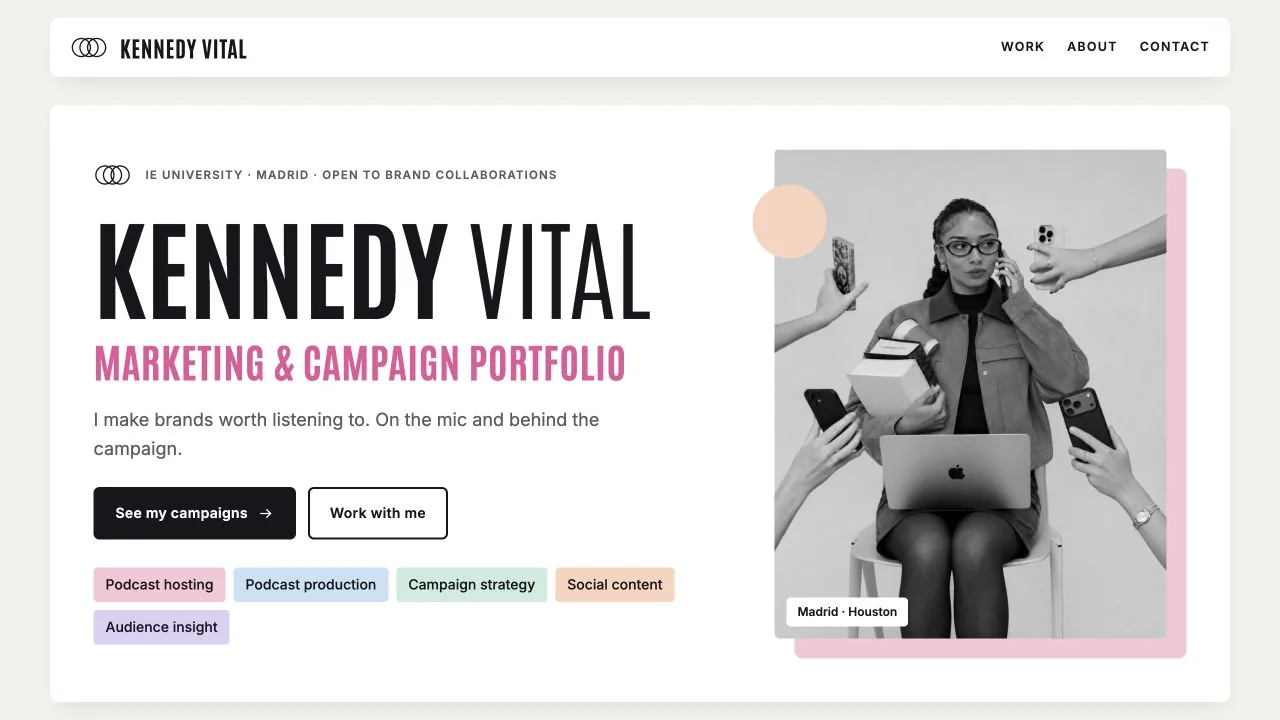 KENNEDY VITAL
WORK
ABOUT
CONTACT
IE UNIVERSITY · MADRID · OPEN TO BRAND COLLABORATIONS
KENNEDY VITAL
MARKETING & CAMPAIGN PORTFOLIO
I make brands worth listening to. On the mic and behind the
campaign.
See my campaigns →
Work with me
Podcast hosting
Podcast production
Campaign strategy
Social content
Audience insight
Madrid · Houston